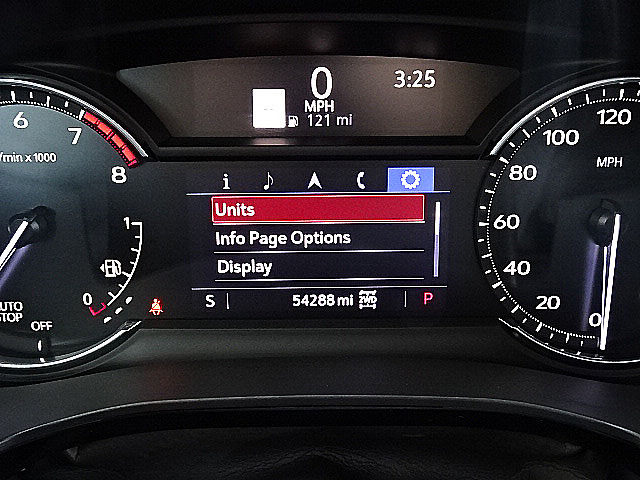 0
3:25
MPH
121 mi
6
7
8
/min x 1000
1
0
AUTO
STOP
OFF
i
Units
Info Page Options
Display
S
54288 mi 2WD
P
120
100
80
60
40
20
0
MPH